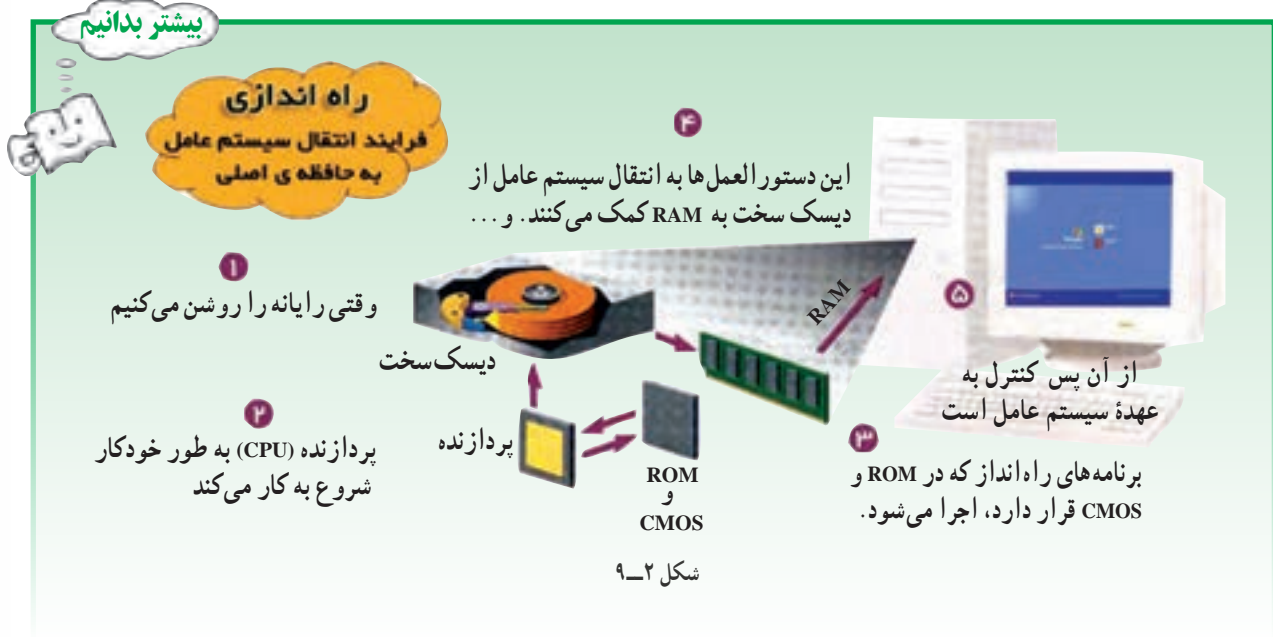 بیشتر بدانیم
راه اندازی
فرایند انتقال سیستم عامل
به حافظه ی اصلی
۱
وقتی رایانه را روشن می‌کنیم
۲
پردازنده (CPU) به طور خودکار
شروع به کار می‌کند
۳
برنامه‌های راه‌انداز که در ROM و
CMOS قرار دارد، اجرا می‌شود.
۴
این دستورالعمل‌ها به انتقال سیستم عامل از
دیسک سخت به RAM کمک می‌کنند. و ...
۵
از آن پس کنترل به
عهدۀ سیستم عامل است
دیسک‌سخت
پردازنده
ROM
و
CMOS
RAM
شکل ۲ــ۹